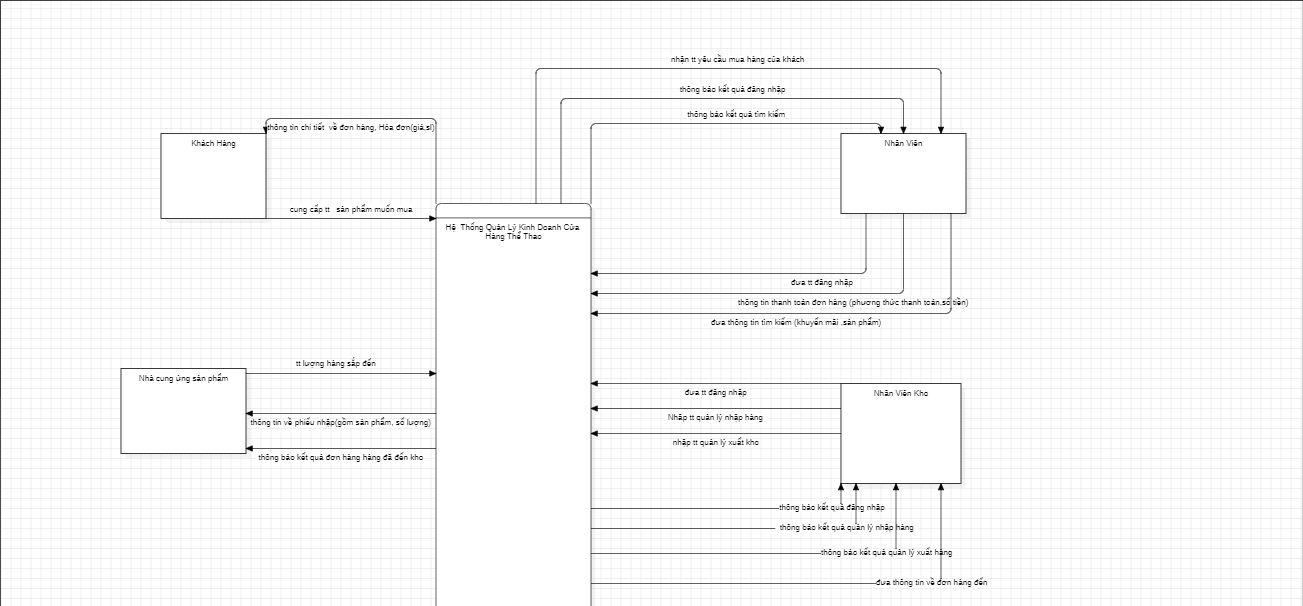 nhận tt yêu cầu mua hàng của khách
thông báo kết quả đăng nhập
thông báo kết quả tìm kiếm
thông tin chi tiết về đơn hàng, Hóa đơn(giá,sl)
Khách Hàng
Nhân Viên
cung cấp tt sản phẩm muốn mua
Hệ Thống Quản Lý Kinh Doanh Cửa
Hàng Thể Thao
đưa tt đăng nhập
thông tin thanh toán đơn hàng (phương thức thanh toán,số tiền)
đưa thông tin tìm kiếm (khuyến mãi ,sản phẩm)
tt lượng hàng sắp đến
Nhà cung ứng sản phẩm
thông tin về phiếu nhập(gồm sản phẩm, số lượng)
thông báo kết quả đơn hàng hàng đã đến kho
đưa tt đăng nhập
Nhân Viên Kho
Nhập tt quản lý nhập hàng
nhập tt quản lý xuất kho
thông báo kết quả đăng nhập
thông báo kết quả quản lý nhập hàng
thông báo kết quả quản lý xuất hàng
đưa thông tin về đơn hàng đến